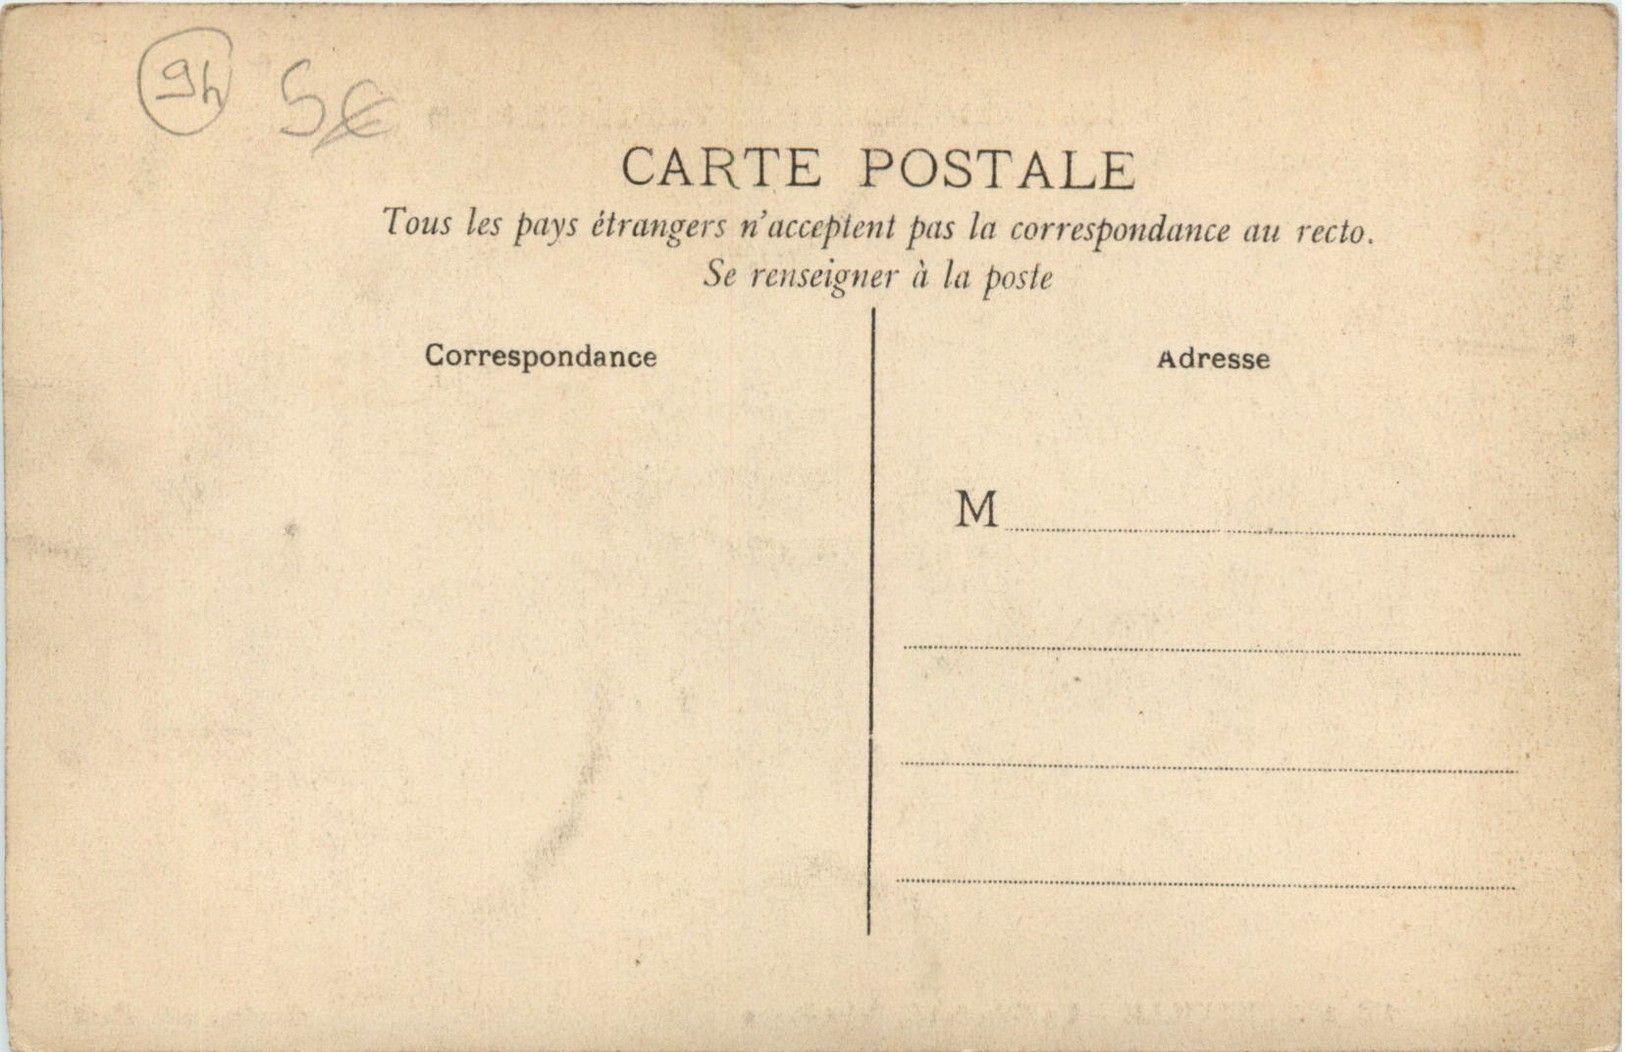 94 5€
CARTE POSTALE
Tous les pays étrangers n'acceptent pas la correspondance au recto.
Se renseigner à la poste
Correspondance
Adresse
M